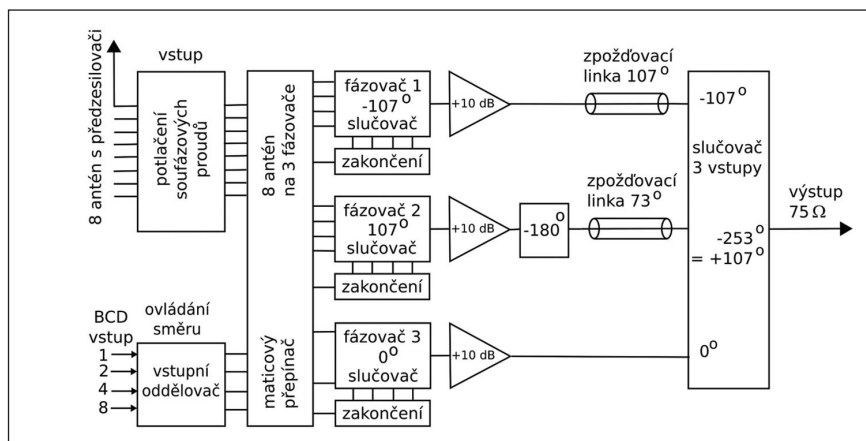 8 antén s předzesilovači
vstup
potlačení
soufázových
proudů
BCD
vstup
1
2
4
8
ovládání
směru
vstupní
oddělovač
8 antén
na 3 fázovače
maticový
přepínač
fázovač 1
-107°
slučovač
zakončení
+10 dB
zpožďovací
linka 107°
fázovač 2
107°
slučovač
zakončení
+10 dB
-180°
zpožďovací
linka 73°
fázovač 3
0°
slučovač
zakončení
+10 dB
-107°
slučovač
3 vstupy
-253°
= +107°
0°
výstup
75Ω